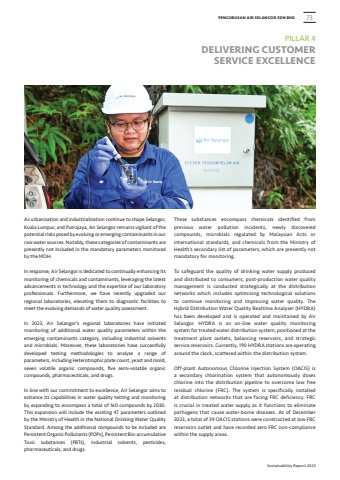 PENGURUSAN AIR SELANGOR SDN BHD 73
PILLAR 4
DELIVERING CUSTOMER
SERVICE EXCELLENCE
Air Selangor
As urbanisation and industrialisation continue to shape Selangor,
Kuala Lumpur, and Putrajaya, Air Selangor remains vigilant of the
potential risks posed by evolving or emerging contaminants in our
raw water sources. Notably, these categories of contaminants are
presently not included in the mandatory parameters monitored
by the MOH.
In response, Air Selangor is dedicated to continually enhancing its
monitoring of chemicals and contaminants, leveraging the latest
advancements in technology and the expertise of our laboratory
professionals. Furthermore, we have recently upgraded our
regional laboratories, elevating them to diagnostic facilities to
meet the evolving demands of water quality assessment.
In 2023, Air Selangor's regional laboratories have initiated
monitoring of additional water quality parameters within the
emerging contaminants category, including industrial solvents
and microbials. Moreover, these laboratories have successfully
developed testing methodologies to analyse a range of
parameters, including Heterotrophic plate count, yeast and mold,
seven volatile organic compounds, five semi-volatile organic
compounds, pharmaceuticals, and drugs.
In line with our commitment to excellence, Air Selangor aims to
enhance its capabilities in water quality testing and monitoring
by expanding to encompass a total of 140 compounds by 2030.
This expansion will include the existing 47 parameters outlined
by the Ministry of Health in the National Drinking Water Quality
Standard. Among the additional compounds to be included are
Persistent Organic Pollutants (POPs), Persistent Bio-accumulative
Toxic substances (PBTs), industrial solvents, pesticides,
pharmaceuticals, and drugs.
These substances encompass chemicals identified from
previous water pollution incidents, newly discovered
compounds, microbials regulated by Malaysian Acts or
international standards, and chemicals from the Ministry of
Health's secondary list of parameters, which are presently not
mandatory for monitoring.
To safeguard the quality of drinking water supply produced
and distributed to consumers, post-production water quality
management is conducted strategically at the distribution
networks which includes optimising technological solutions
to continue monitoring and improving water quality. The
Hybrid Distribution Water Quality Realtime Analyser (HYDRA)
has been developed and is operated and maintained by Air
Selangor. HYDRA is an on-line water quality monitoring
system for treated water distribution system, positioned at the
treatment plant outlets, balancing reservoirs, and strategic
service reservoirs. Currently, 190 HYDRA stations are operating
around the clock, scattered within the distribution system.
Off-plant Autonomous Chlorine Injection System (OACIS) is
a secondary chlorination system that autonomously doses
chlorine into the distribution pipeline to overcome low free
residual chlorine (FRC). The system is specifically installed
at distribution networks that are facing FRC deficiency. FRC
is crucial in treated water supply as it functions to eliminate
pathogens that cause water-borne diseases. As of December
2023, a total of 39 OACIS stations were constructed at low FRC
reservoirs outlet and have recorded zero FRC non-compliance
within the supply areas.
Sustainability Report 2023